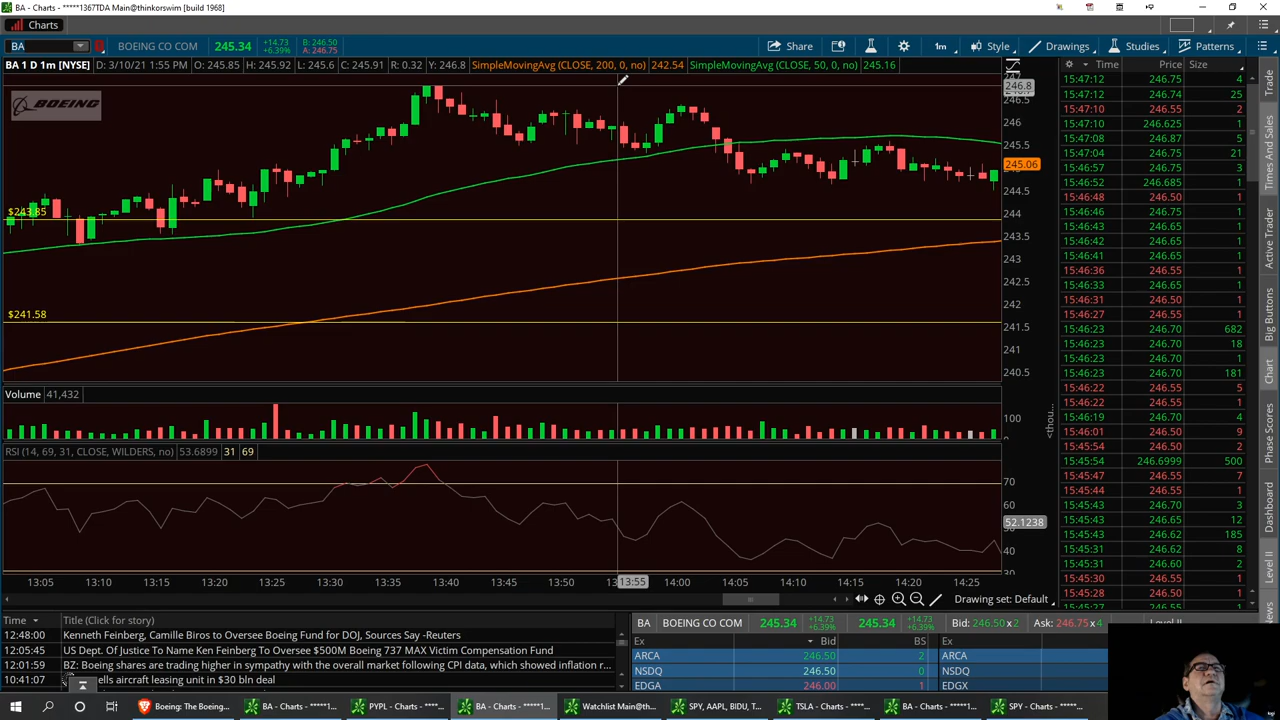 BA - Charts - *****1367TDA Main@thinkorswim [build 1968]
Charts
BA BOEING CO COM 245.34 +14.73 +6.39% B: 246.50 A: 246.75 Share 1m Style Drawings Studies Patterns
BA 1 D 1m [NYSE] D: 3/10/21 1:55 PM O: 245.85 H: 245.92 L: 245.6 C: 245.91 R: 0.32 Y: 246.8 SimpleMovingAvg (CLOSE, 200, 0, no) 242.54 SimpleMovingAvg (CLOSE, 50, 0, no) 245.16
BOEING
$243.85
$241.58
246.8
246.5
246
245.5
245.06
244.5
244
243.5
243
242.5
242
241.5
241
240.5
Volume 41,432
100
<thou...
RSI (14, 69, 31, CLOSE, WILDERS, no) 53.6899 31 69
70
60
52.1238
40
30
13:05 13:10 13:15 13:20 13:25 13:30 13:35 13:40 13:45 13:50 13:55 14:00 14:05 14:10 14:15 14:20 14:25
Drawing set: Default
Time Price Size
15:47:12 246.75 4
15:47:12 246.74 25
15:47:10 246.55 2
15:47:10 246.625 1
15:47:08 246.87 5
15:47:04 246.75 21
15:46:57 246.75 3
15:46:52 246.685 1
15:46:48 246.50 1
15:46:46 246.75 3
15:46:43 246.65 1
15:46:42 246.65 1
15:46:41 246.65 1
15:46:36 246.55 1
15:46:33 246.65 1
15:46:31 246.50 1
15:46:27 246.55 1
15:46:23 246.70 682
15:46:23 246.70 18
15:46:23 246.70 1
15:46:23 246.70 181
15:46:22 246.55 5
15:46:22 246.55 1
15:46:19 246.70 4
15:46:01 246.50 9
15:45:54 246.50 2
15:45:54 246.6999 500
15:45:47 246.55 7
15:45:44 246.55 1
15:45:43 246.70 3
15:45:43 246.65 12
15:45:43 246.62 185
15:45:31 246.62 8
15:45:31 246.60 2
15:45:30 246.55 1
15:45:28 246.50 1
15:45:27 246.55 1
Trade
Times And Sales
Active Trader
Big Buttons
Chart
Phase Scores
Dashboard
Level II
News
Time Title (Click for story)
12:48:00 Kenneth Feinberg, Camille Biros to Oversee Boeing Fund for DOJ, Sources Say -Reuters
12:05:45 US Dept. Of Justice To Name Ken Feinberg To Oversee $500M Boeing 737 MAX Victim Compensation Fund
12:01:59 BZ: Boeing shares are trading higher in sympathy with the overall market following CPI data, which showed inflation r...
10:41:07 ells aircraft leasing unit in $30 bln deal
BA BOEING CO COM 245.34 245.34 +14.73 +6.39% Bid: 246.50 x 2 Ask: 246.75 x 4 Level II
Ex Bid BS Ex
ARCA 246.50 2 ARCA
NSDQ 246.50 0 NSDQ
EDGA 246.00 1 EDGX
Boeing: The Boeing... BA - Charts - *****1... PYPL - Charts - ****... BA - Charts - *****1... Watchlist Main@th... SPY, AAPL, BIDU, T... TSLA - Charts - ****... BA - Charts - *****1... SPY - Charts - *****...